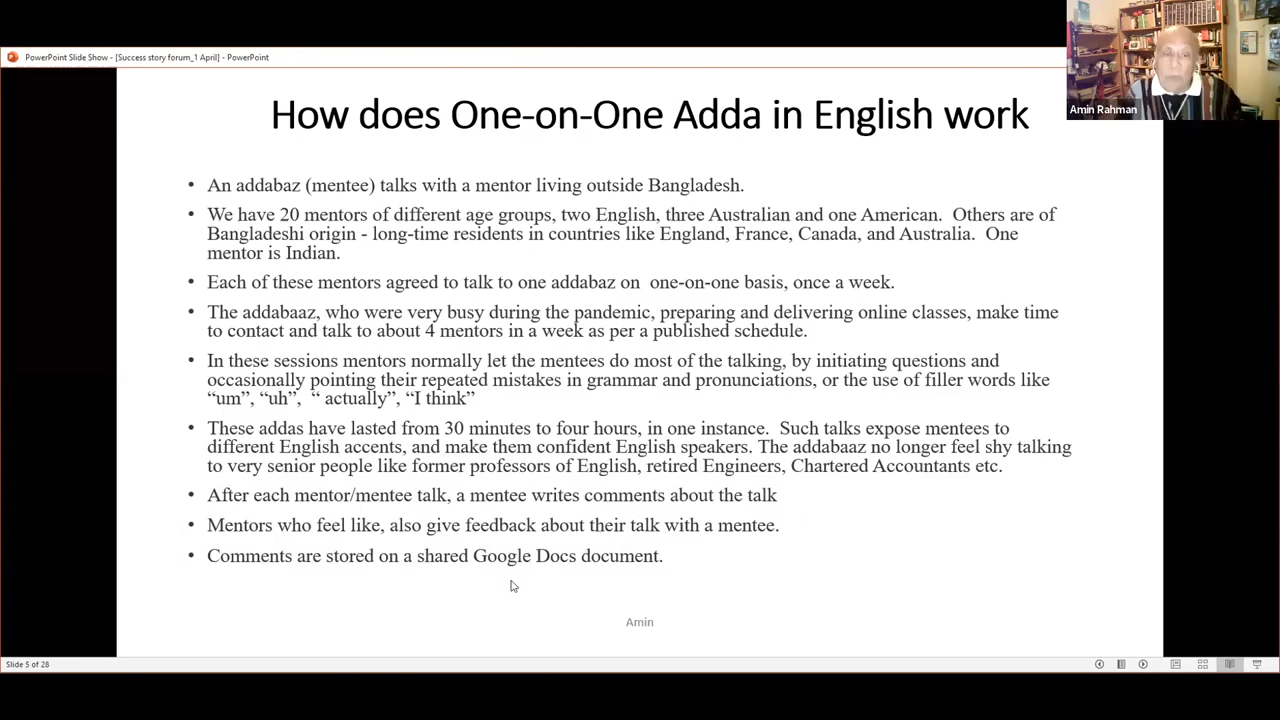 PowerPoint Slide Show - [Success story forum_1 April] - PowerPoint
Amin Rahman
How does One-on-One Adda in English work
• An addabaz (mentee) talks with a mentor living outside Bangladesh.
• We have 20 mentors of different age groups, two English, three Australian and one American. Others are of
Bangladeshi origin - long-time residents in countries like England, France, Canada, and Australia. One
mentor is Indian.
• Each of these mentors agreed to talk to one addabaz on one-on-one basis, once a week.
• The addabaaz, who were very busy during the pandemic, preparing and delivering online classes, make time
to contact and talk to about 4 mentors in a week as per a published schedule.
• In these sessions mentors normally let the mentees do most of the talking, by initiating questions and
occasionally pointing their repeated mistakes in grammar and pronunciations, or the use of filler words like
“um”, “uh”, “ actually”, “I think”
• These addas have lasted from 30 minutes to four hours, in one instance. Such talks expose mentees to
different English accents, and make them confident English speakers. The addabaaz no longer feel shy talking
to very senior people like former professors of English, retired Engineers, Chartered Accountants etc.
• After each mentor/mentee talk, a mentee writes comments about the talk
• Mentors who feel like, also give feedback about their talk with a mentee.
• Comments are stored on a shared Google Docs document.
Amin
Slide 5 of 28